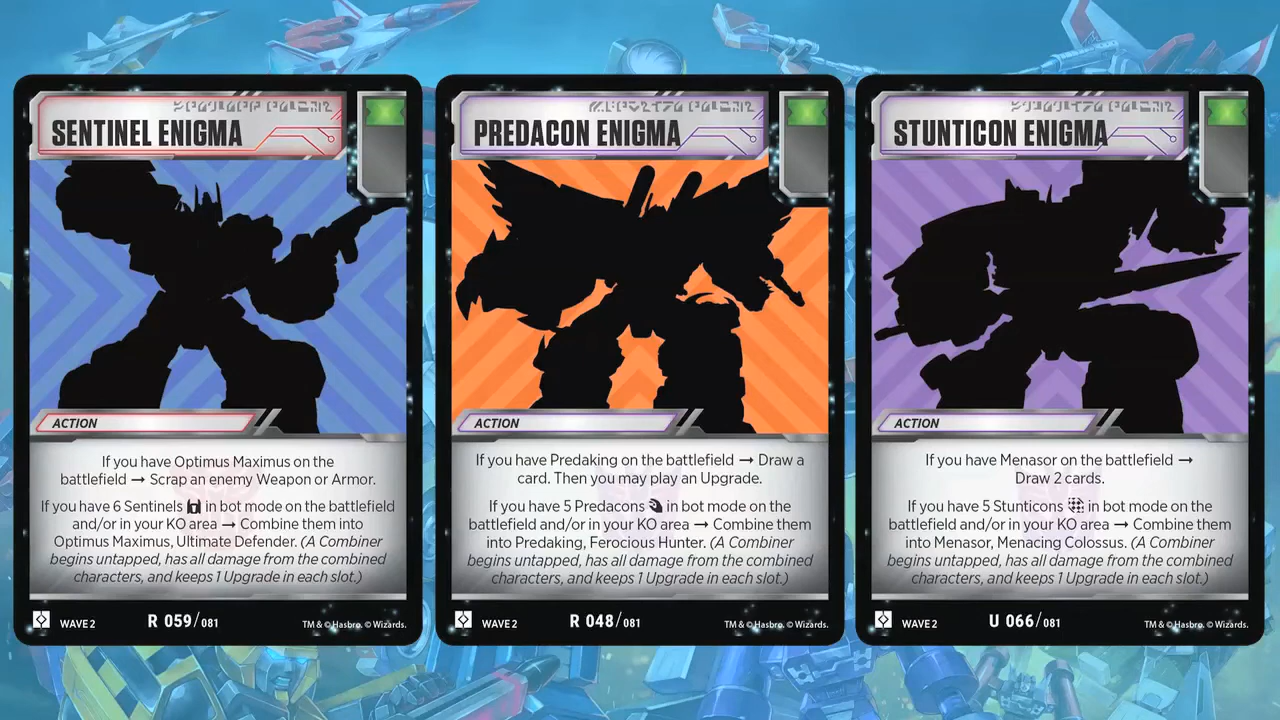 SENTINEL ENIGMA
ACTION
If you have Optimus Maximus on the
battlefield → Scrap an enemy Weapon or Armor.
If you have 6 Sentinels in bot mode on the battlefield
and/or in your KO area → Combine them into
Optimus Maximus, Ultimate Defender. (A Combiner
begins untapped, has all damage from the combined
characters, and keeps 1 Upgrade in each slot.)
WAVE 2 R 059/081 TM & © Hasbro. © Wizards.
PREDACON ENIGMA
ACTION
If you have Predaking on the battlefield → Draw a
card. Then you may play an Upgrade.
If you have 5 Predacons in bot mode on the
battlefield and/or in your KO area → Combine them
into Predaking, Ferocious Hunter. (A Combiner
begins untapped, has all damage from the combined
characters, and keeps 1 Upgrade in each slot.)
WAVE 2 R 048/081 TM & © Hasbro. © Wizards.
STUNTICON ENIGMA
ACTION
If you have Menasor on the battlefield →
Draw 2 cards.
If you have 5 Stunticons in bot mode on the
battlefield and/or in your KO area → Combine them
into Menasor, Menacing Colossus. (A Combiner
begins untapped, has all damage from the combined
characters, and keeps 1 Upgrade in each slot.)
WAVE 2 U 066/081 TM & © Hasbro. © Wizards.